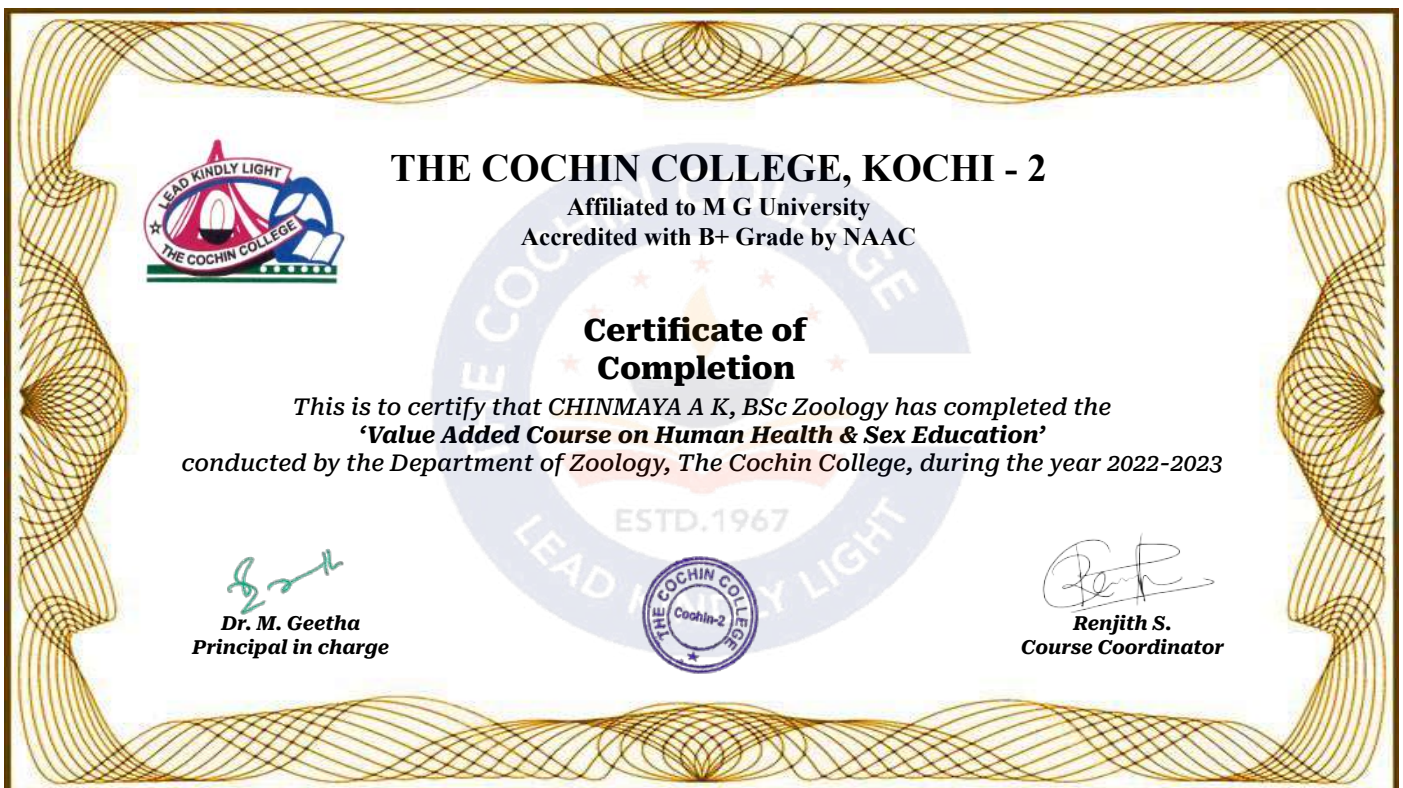 LEAD KINDLY LIGHT
THE COCHIN COLLEGE
THE COCHIN COLLEGE, KOCHI - 2
Affiliated to M G University
Accredited with B+ Grade by NAAC
THE COCHIN COLLEGE
Certificate of
Completion
This is to certify that CHINMAYA A K, BSc Zoology has completed the
‘Value Added Course on Human Health & Sex Education’
conducted by the Department of Zoology, The Cochin College, during the year 2022-2023
ESTD.1967
LEAD KINDLY LIGHT
Dr. M. Geetha
Principal in charge
THE COCHIN COLLEGE
Cochin-2
Renjith S.
Course Coordinator